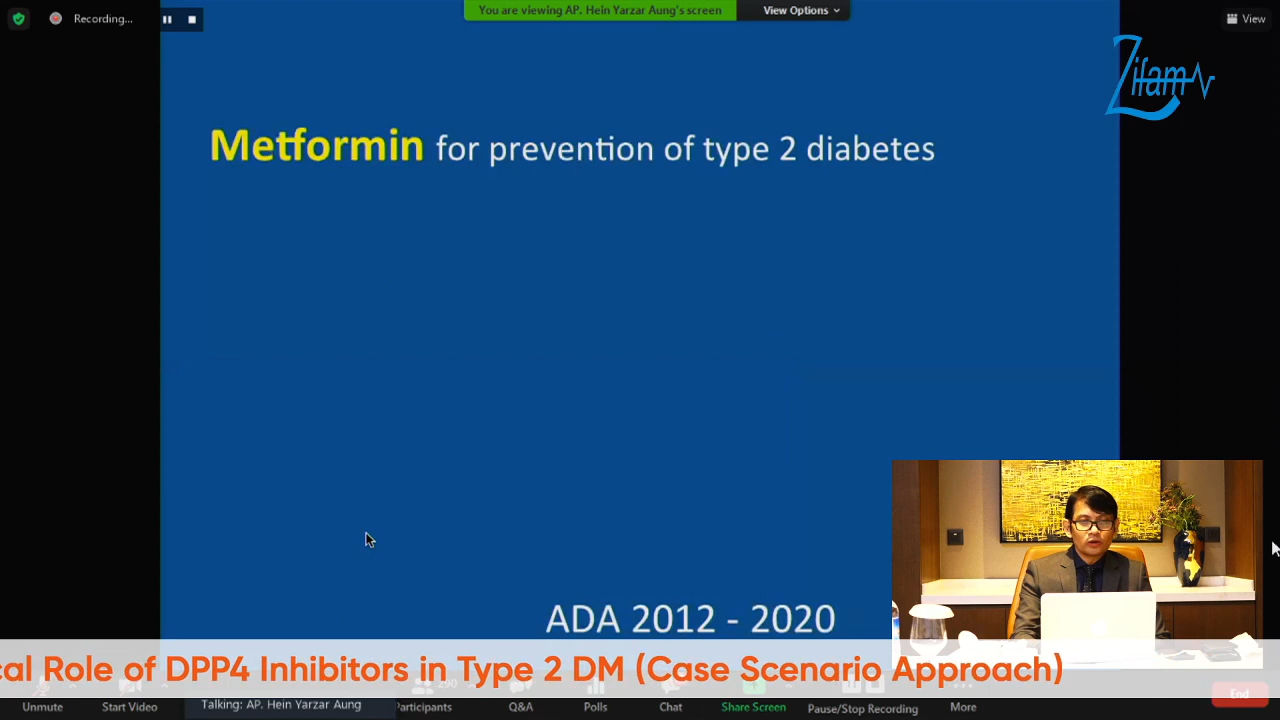 Recording...
You are viewing AP. Hein Yarzar Aung's screen
View Options
View
Zifam
Metformin for prevention of type 2 diabetes
ADA 2012 - 2020
cal Role of DPP4 Inhibitors in Type 2 DM (Case Scenario Approach)
Unmute
Start Video
Talking: AP. Hein Yarzar Aung
Participants
Q&A
Polls
Chat
Share Screen
Pause/Stop Recording
More
End